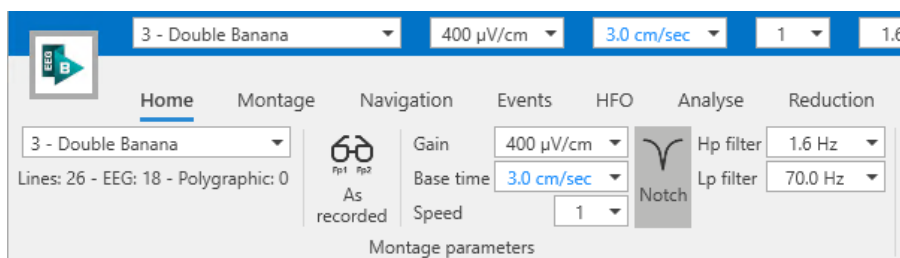 3 - Double Banana 400 µV/cm 3.0 cm/sec 1 1.6
EEG B
Home Montage Navigation Events HFO Analyse Reduction
3 - Double Banana Gain 400 µV/cm Hp filter 1.6 Hz
Fp1 Fp2
Lines: 26 - EEG: 18 - Polygraphic: 0 As recorded Base time 3.0 cm/sec Notch Lp filter 70.0 Hz
Speed 1
Montage parameters